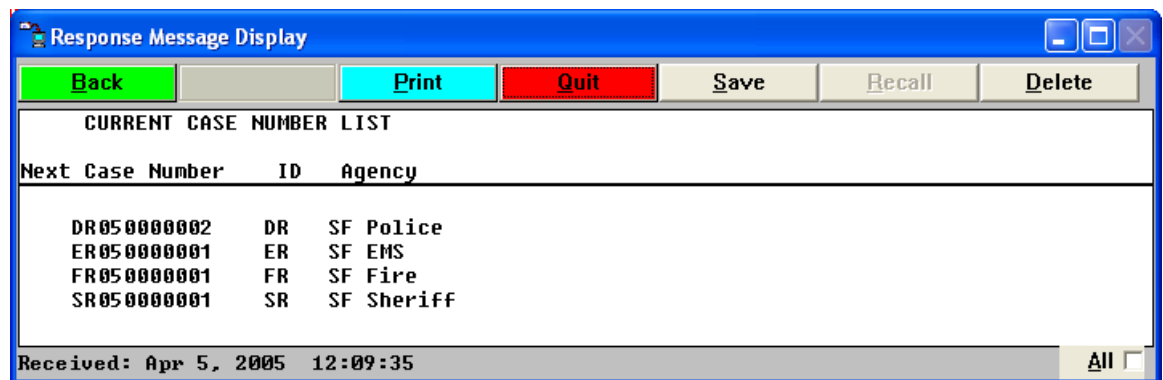 Response Message Display
Back Print Quit Save Recall Delete
CURRENT CASE NUMBER LIST
Next Case Number ID Agency
DR050000002 DR SF Police
ER050000001 ER SF EMS
FR050000001 FR SF Fire
SR050000001 SR SF Sheriff
Received: Apr 5, 2005 12:09:35 All